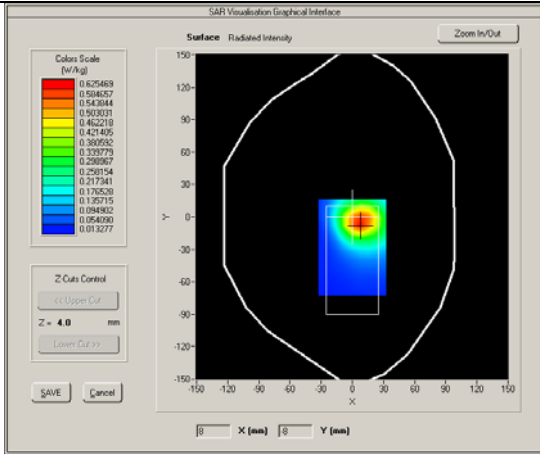 SAR Visualisation Graphical Interface
Surface Radiated Intensity
Zoom In/Out
Colors Scale
(W/kg)
0.625469
0.584657
0.543844
0.503031
0.462218
0.421405
0.380592
0.339779
0.298967
0.258154
0.217341
0.176528
0.135715
0.094902
0.054090
0.013277
Z Cuts Control
<< Upper Cut
Z = 4.0 mm
Lower Cut >>
SAVE Cancel
150
120
90
60
30
Y 0
-30
-60
-90
-120
-150
-150 -120 -90 -60 -30 0 30 60 90 120 150
X
8 X (mm) -8 Y (mm)